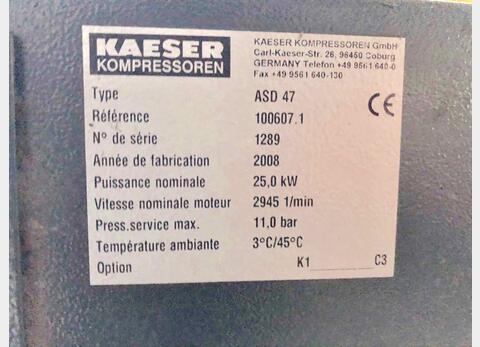 KAESER
KOMPRESSOREN
KAESER KOMPRESSOREN GmbH
Carl-Kaeser-Str. 26, 96450 Coburg
GERMANY Telefon +49 9561 640-0
Fax +49 9561 640-130
CE
Type ASD 47
Référence 100607.1
N° de série 1289
Année de fabrication 2008
Puissance nominale 25,0 kW
Vitesse nominale moteur 2945 1/min
Press.service max. 11,0 bar
Température ambiante 3°C/45°C
Option K1______C3